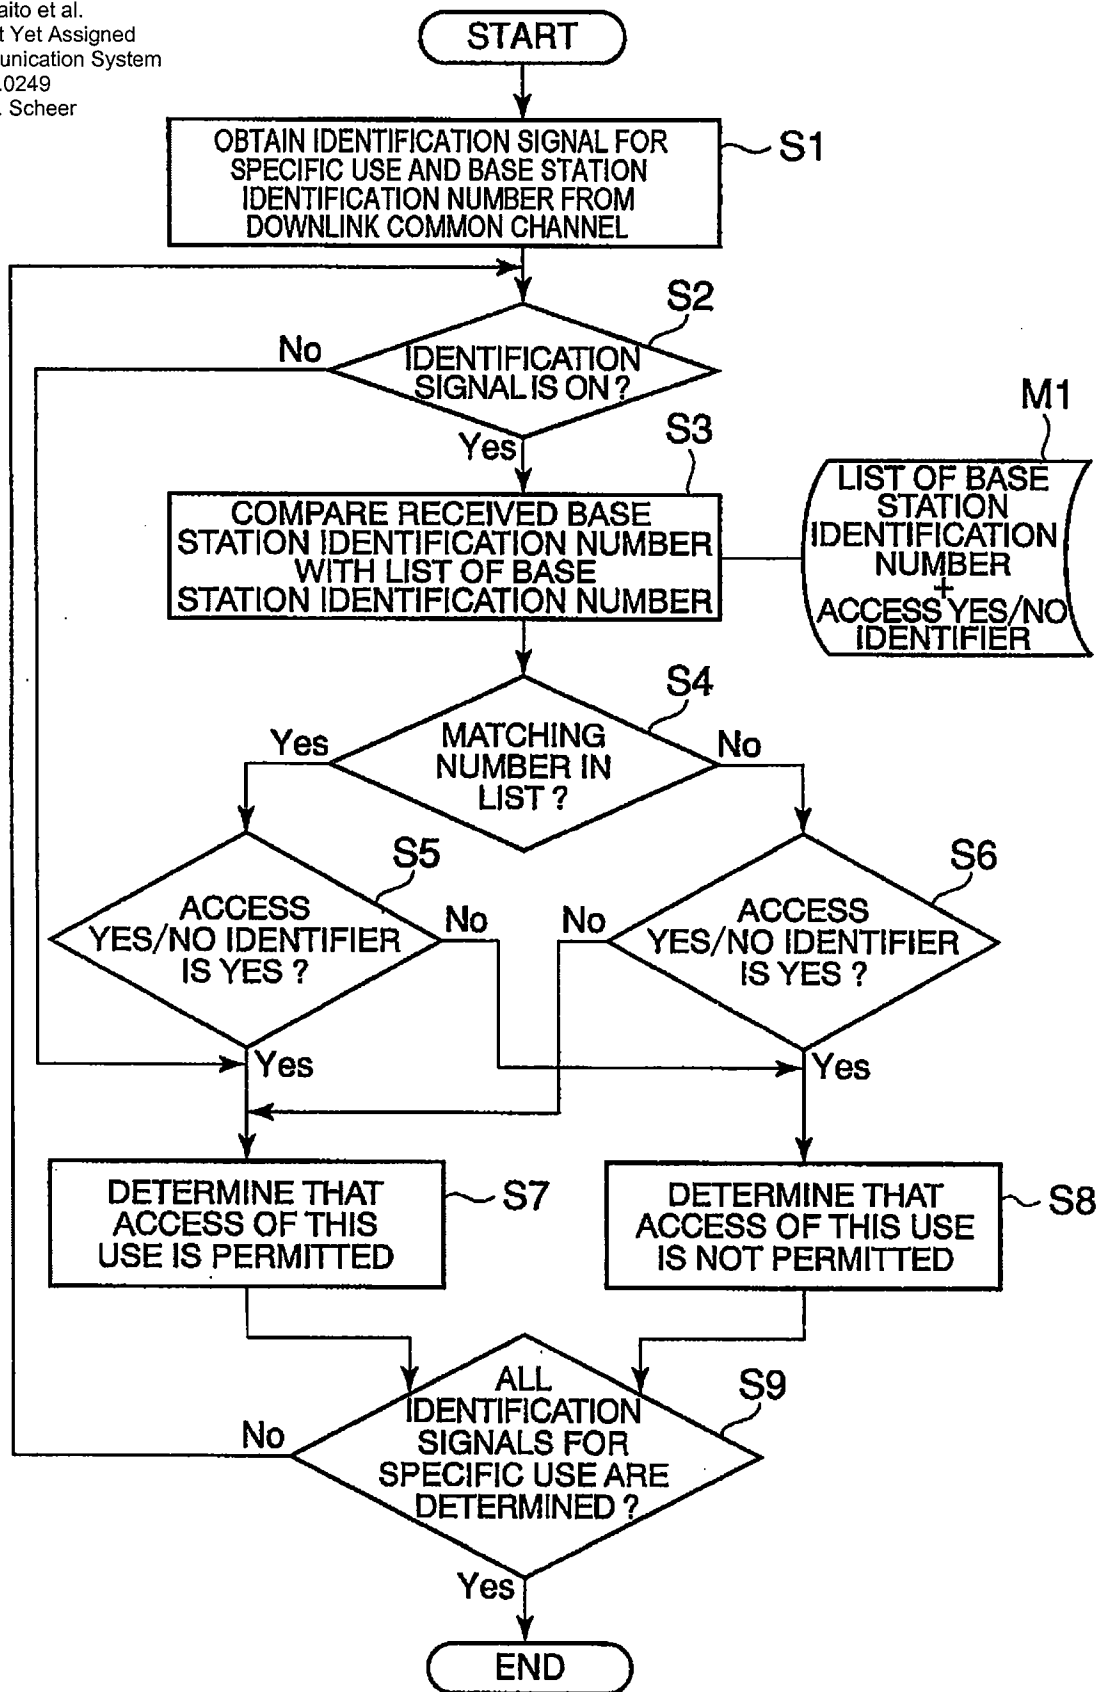 aito et al.
t Yet Assigned
unication System
.0249
. Scheer
START
OBTAIN IDENTIFICATION SIGNAL FOR
SPECIFIC USE AND BASE STATION
IDENTIFICATION NUMBER FROM
DOWNLINK COMMON CHANNEL
S1
S2
No
IDENTIFICATION
SIGNAL IS ON ?
Yes
S3
M1
COMPARE RECEIVED BASE
STATION IDENTIFICATION NUMBER
WITH LIST OF BASE
STATION IDENTIFICATION NUMBER
LIST OF BASE
STATION
IDENTIFICATION
NUMBER
+
ACCESS YES/NO
IDENTIFIER
S4
Yes
MATCHING
NUMBER IN
LIST ?
No
S5
ACCESS
YES/NO IDENTIFIER
IS YES ?
No
Yes
S6
No
ACCESS
YES/NO IDENTIFIER
IS YES ?
Yes
DETERMINE THAT
ACCESS OF THIS
USE IS PERMITTED
S7
DETERMINE THAT
ACCESS OF THIS USE
IS NOT PERMITTED
S8
S9
ALL
IDENTIFICATION
SIGNALS FOR
SPECIFIC USE ARE
DETERMINED ?
No
Yes
END